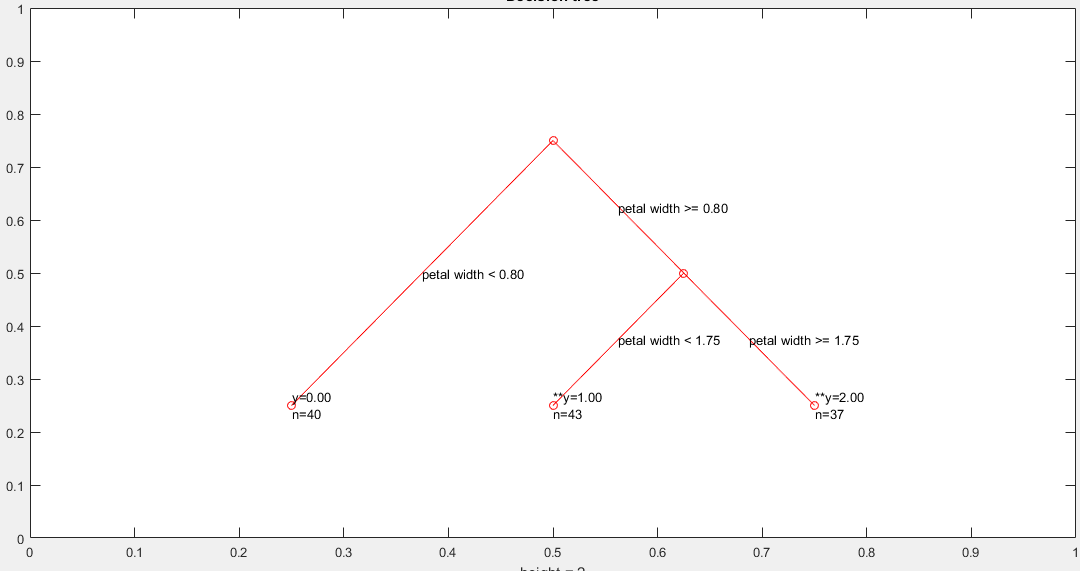 1
0.9
0.8
0.7
petal width >= 0.80
0.6
0.5
petal width < 0.80
0.4
petal width < 1.75
petal width >= 1.75
0.3
y=0.00
n=40
**y=1.00
n=43
**y=2.00
n=37
0.2
0.1
0
0 0.1 0.2 0.3 0.4 0.5 0.6 0.7 0.8 0.9 1